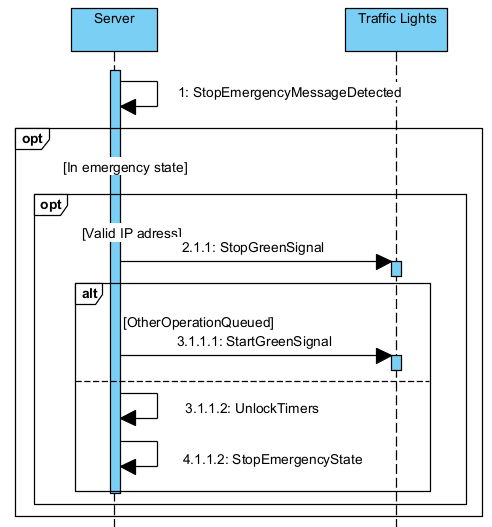 Server
Traffic Lights
1: StopEmergencyMessageDetected
opt
[In emergency state]
opt
[Valid IP adress]
2.1.1: StopGreenSignal
alt
[OtherOperationQueued]
3.1.1.1: StartGreenSignal
3.1.1.2: UnlockTimers
4.1.1.2: StopEmergencyState